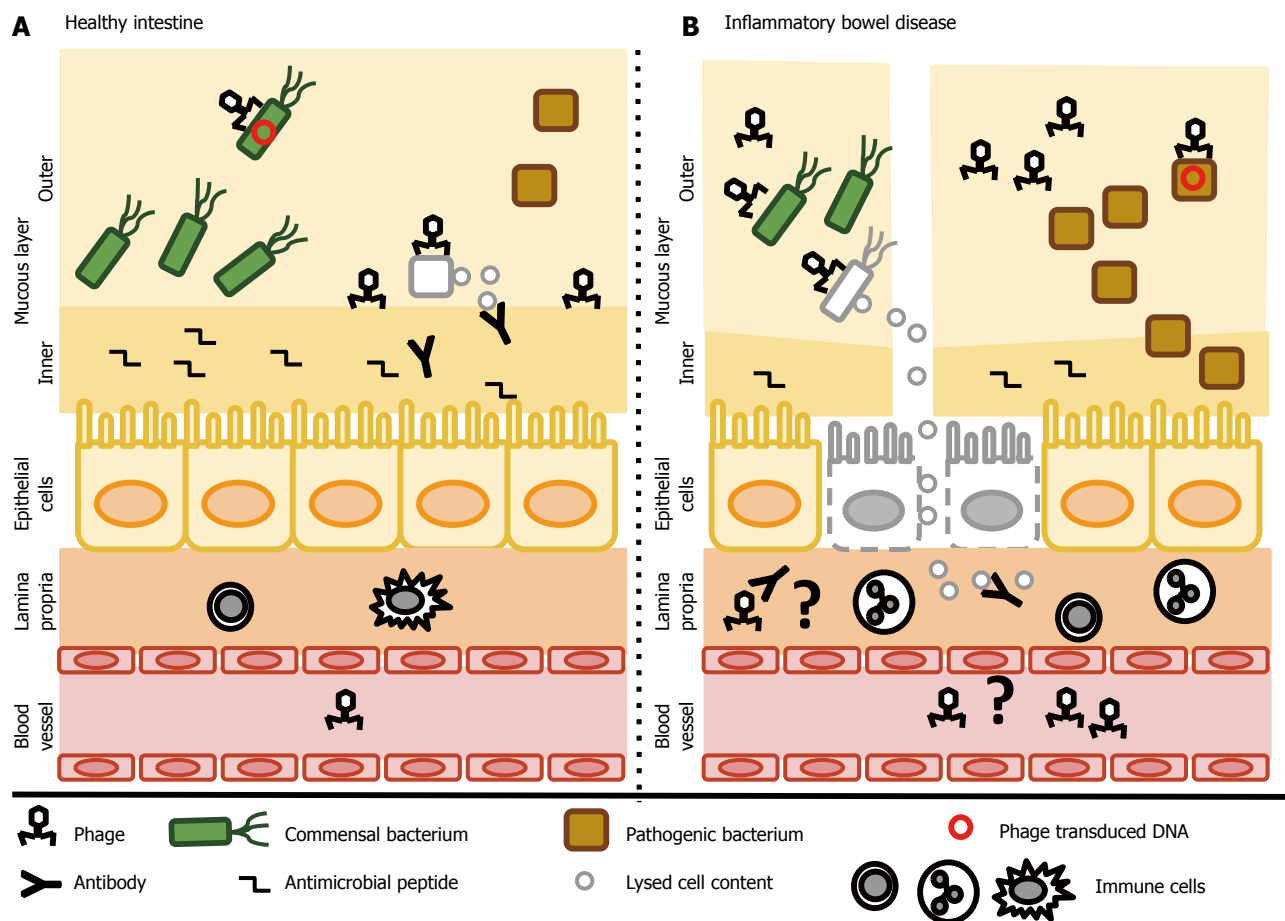 A
Healthy intestine
B
Inflammatory bowel disease
Mucous layer
Outer
Inner
Epithelial
cells
Lamina
propria
Blood
vessel
Mucous layer
Outer
Inner
Epithelial
cells
Lamina
propria
Blood
vessel
?
?
Phage
Commensal bacterium
Pathogenic bacterium
Phage transduced DNA
Antibody
Antimicrobial peptide
Lysed cell content
Immune cells